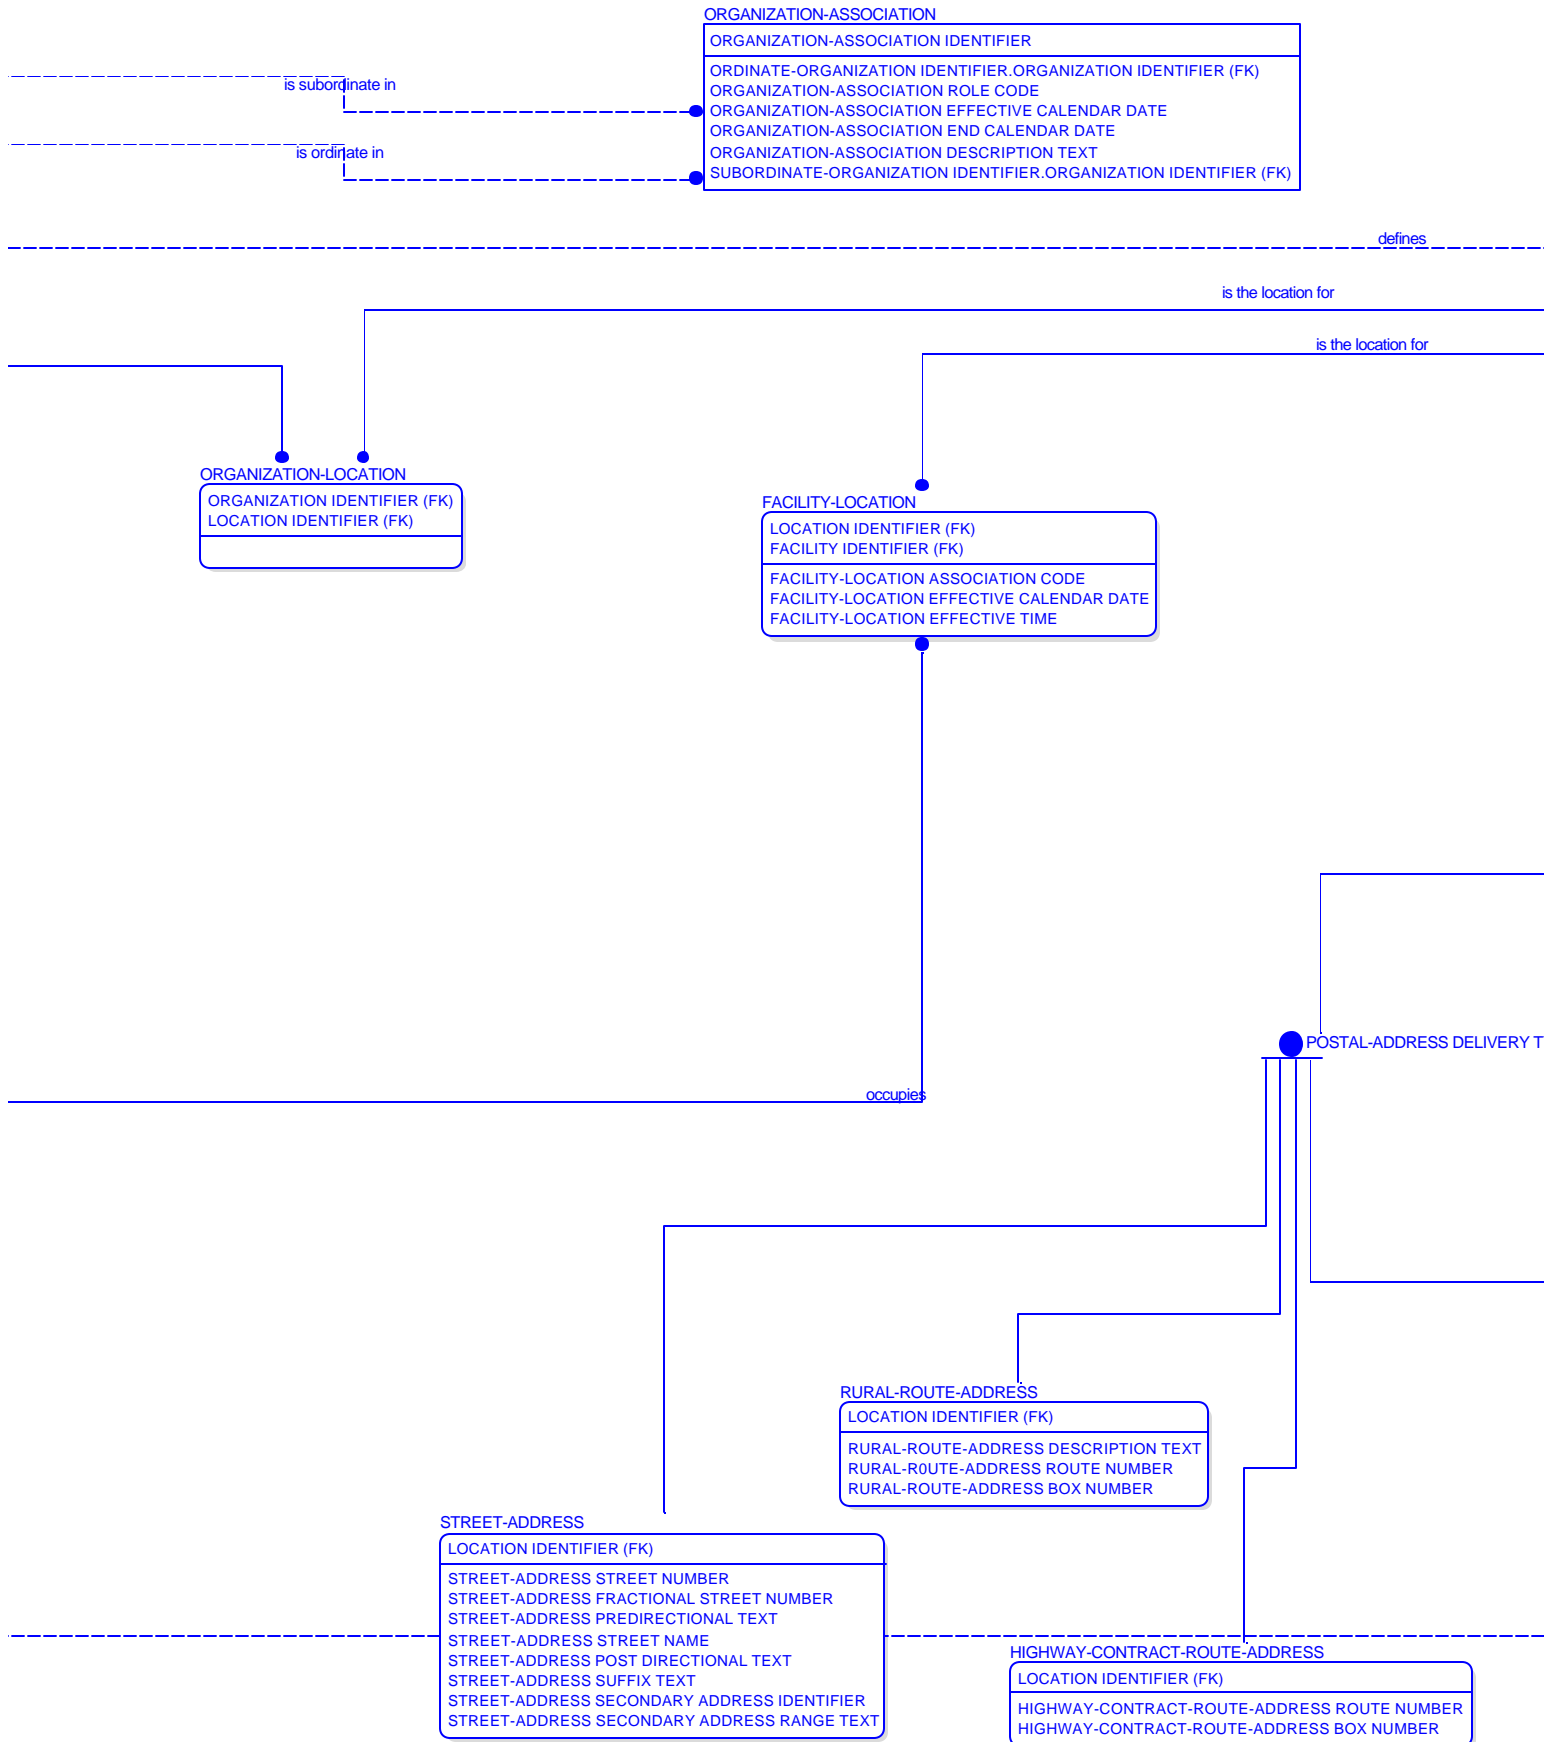 ORGANIZATION-ASSOCIATION
ORGANIZATION-ASSOCIATION IDENTIFIER
ORDINATE-ORGANIZATION IDENTIFIER.ORGANIZATION IDENTIFIER (FK)
ORGANIZATION-ASSOCIATION ROLE CODE
ORGANIZATION-ASSOCIATION EFFECTIVE CALENDAR DATE
ORGANIZATION-ASSOCIATION END CALENDAR DATE
ORGANIZATION-ASSOCIATION DESCRIPTION TEXT
SUBORDINATE-ORGANIZATION IDENTIFIER.ORGANIZATION IDENTIFIER (FK)
is subordinate in
is ordinate in
defines
is the location for
is the location for
ORGANIZATION-LOCATION
ORGANIZATION IDENTIFIER (FK)
LOCATION IDENTIFIER (FK)
FACILITY-LOCATION
LOCATION IDENTIFIER (FK)
FACILITY IDENTIFIER (FK)
FACILITY-LOCATION ASSOCIATION CODE
FACILITY-LOCATION EFFECTIVE CALENDAR DATE
FACILITY-LOCATION EFFECTIVE TIME
POSTAL-ADDRESS DELIVERY T
occupies
RURAL-ROUTE-ADDRESS
LOCATION IDENTIFIER (FK)
RURAL-ROUTE-ADDRESS DESCRIPTION TEXT
RURAL-R0UTE-ADDRESS ROUTE NUMBER
RURAL-ROUTE-ADDRESS BOX NUMBER
STREET-ADDRESS
LOCATION IDENTIFIER (FK)
STREET-ADDRESS STREET NUMBER
STREET-ADDRESS FRACTIONAL STREET NUMBER
STREET-ADDRESS PREDIRECTIONAL TEXT
STREET-ADDRESS STREET NAME
STREET-ADDRESS POST DIRECTIONAL TEXT
STREET-ADDRESS SUFFIX TEXT
STREET-ADDRESS SECONDARY ADDRESS IDENTIFIER
STREET-ADDRESS SECONDARY ADDRESS RANGE TEXT
HIGHWAY-CONTRACT-ROUTE-ADDRESS
LOCATION IDENTIFIER (FK)
HIGHWAY-CONTRACT-ROUTE-ADDRESS ROUTE NUMBER
HIGHWAY-CONTRACT-ROUTE-ADDRESS BOX NUMBER